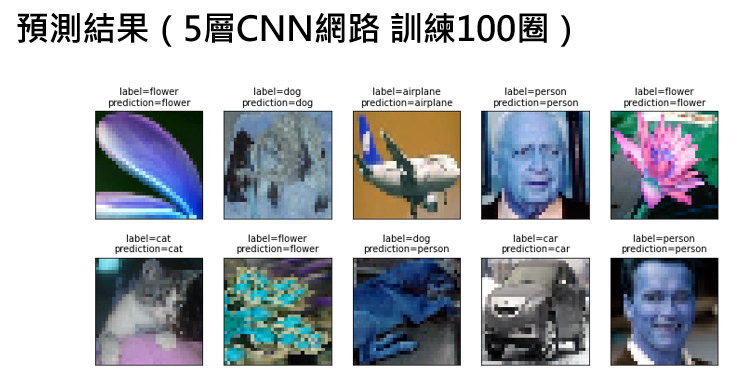 預測結果（5層CNN網路 訓練100圈）
label=flower
prediction=flower
label=dog
prediction=dog
label=airplane
prediction=airplane
label=person
prediction=person
label=flower
prediction=flower
label=cat
prediction=cat
label=flower
prediction=flower
label=dog
prediction=person
label=car
prediction=car
label=person
prediction=person